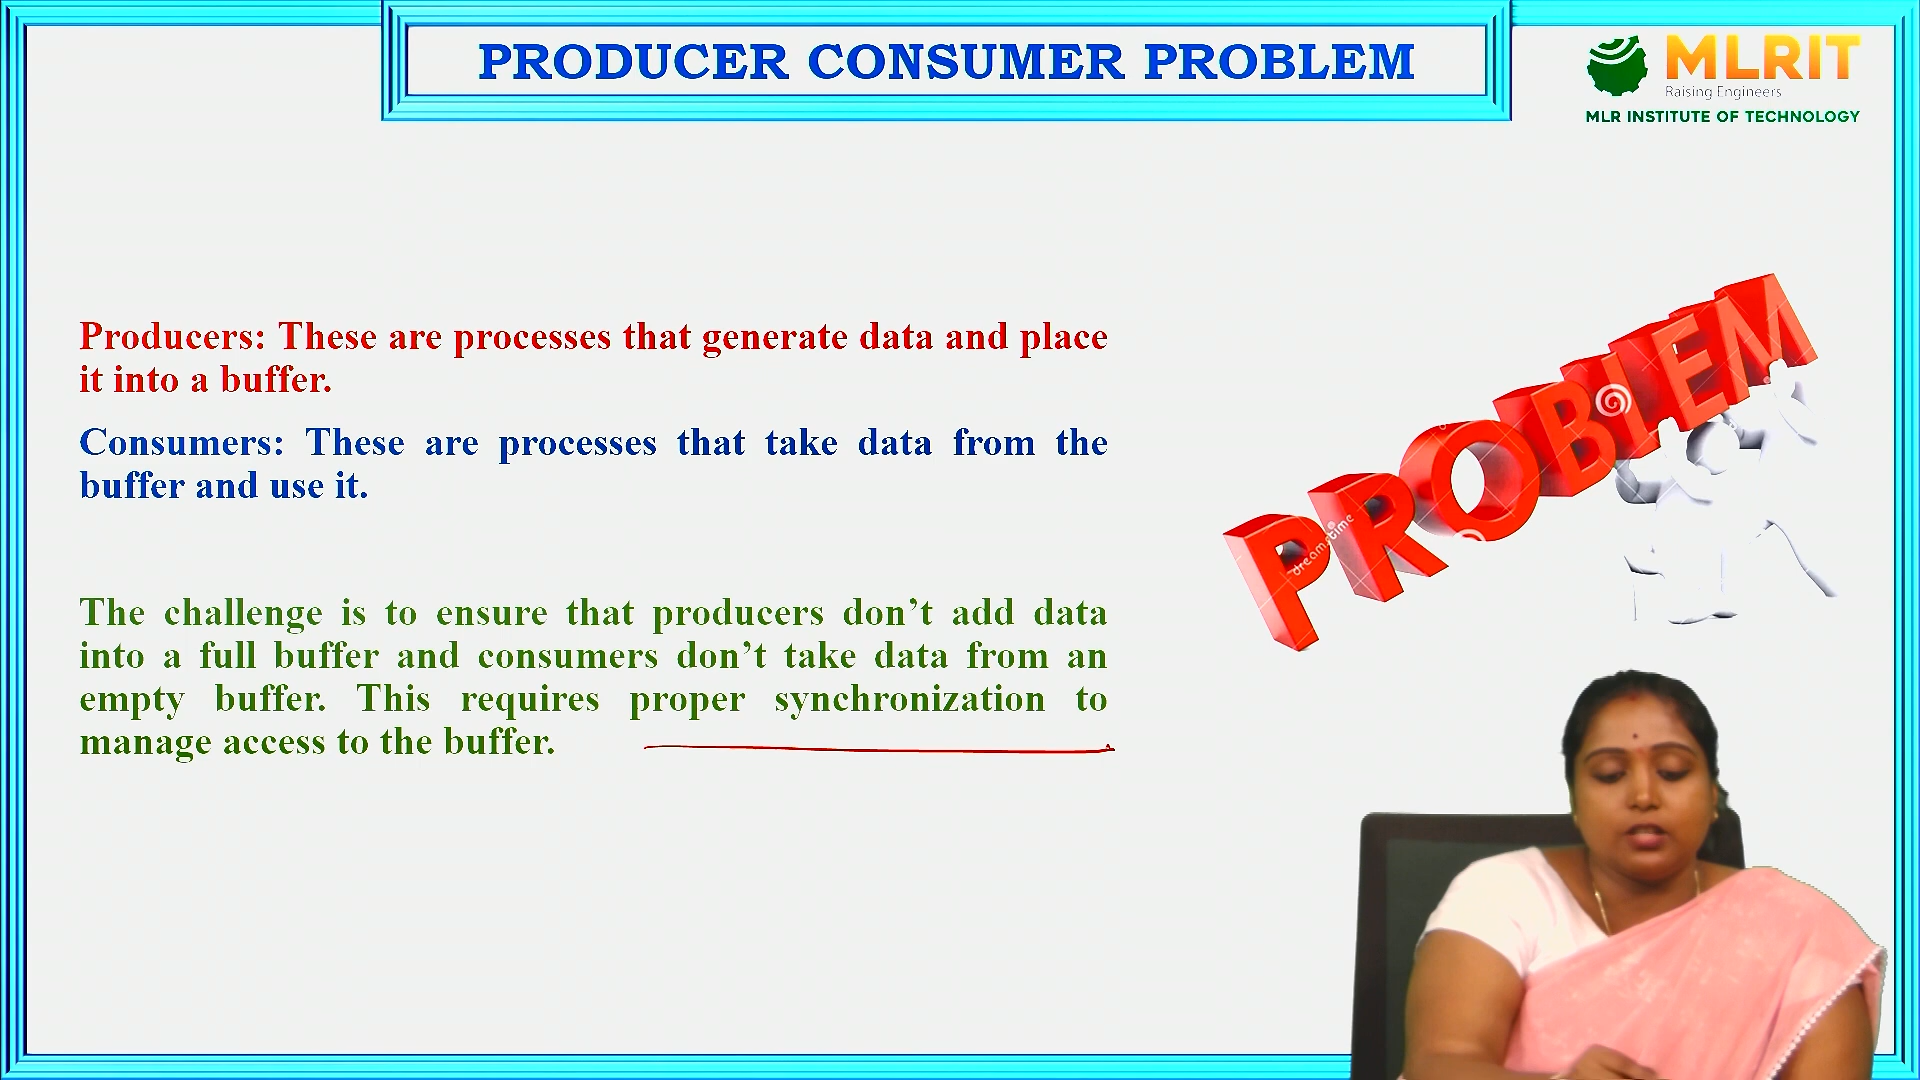 PRODUCER CONSUMER PROBLEM
MLRIT
Raising Engineers
MLR INSTITUTE OF TECHNOLOGY
Producers: These are processes that generate data and place
it into a buffer.
Consumers: These are processes that take data from the
buffer and use it.
The challenge is to ensure that producers don’t add data
into a full buffer and consumers don’t take data from an
empty buffer. This requires proper synchronization to
manage access to the buffer.
PROBLEM
dreamstime